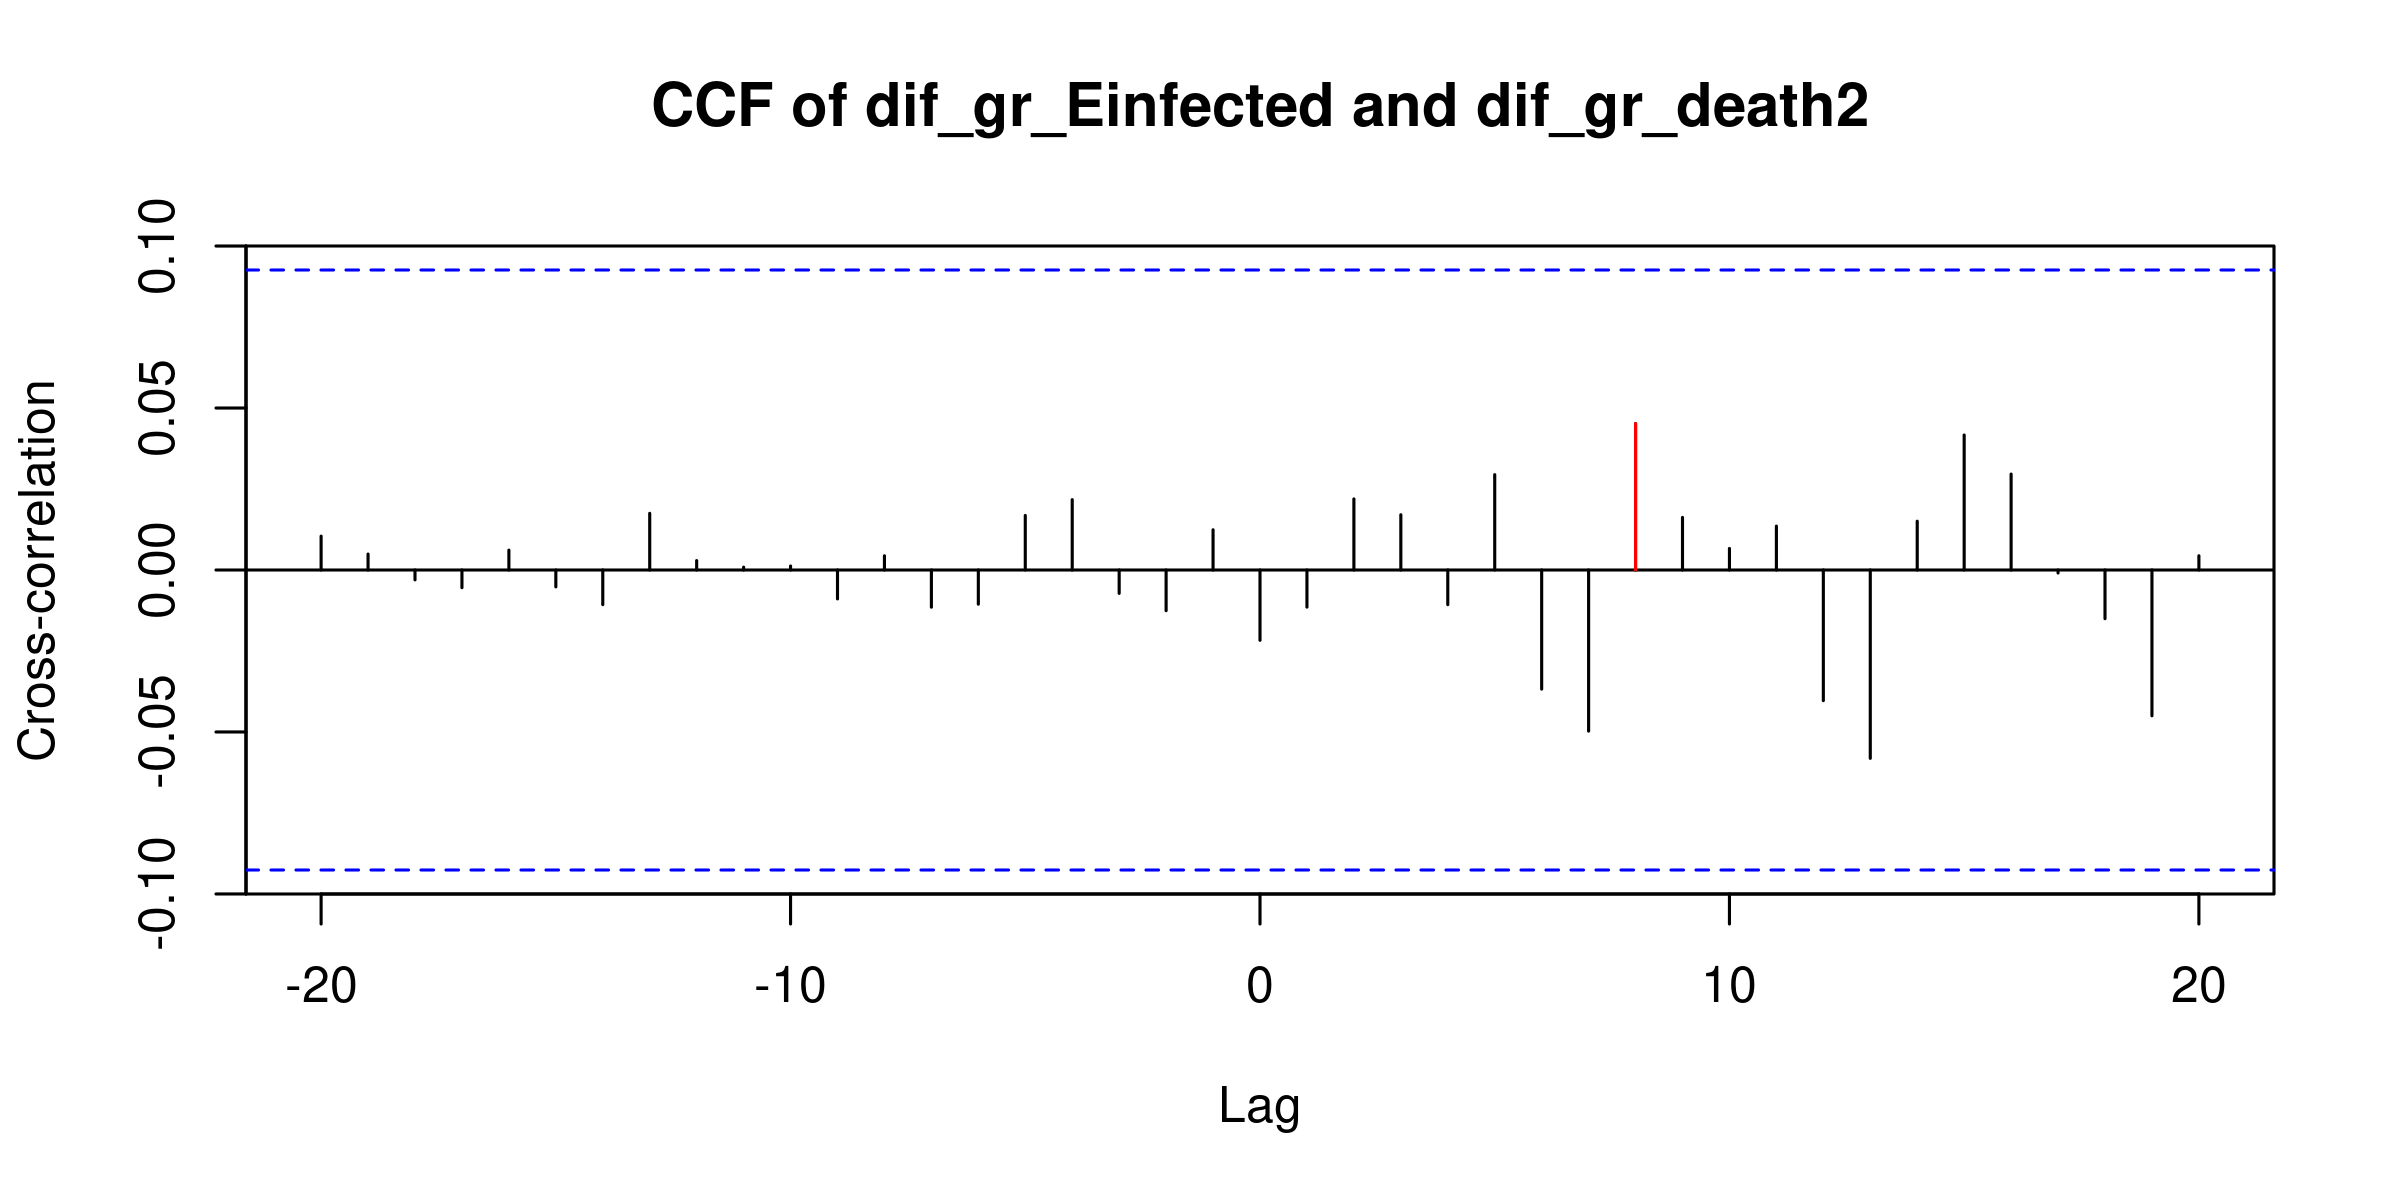 CCF of dif_gr_Einfected and dif_gr_death2
Cross-correlation
0.10
0.05
0.00
-0.05
-0.10
-20 -10 0 10 20
Lag